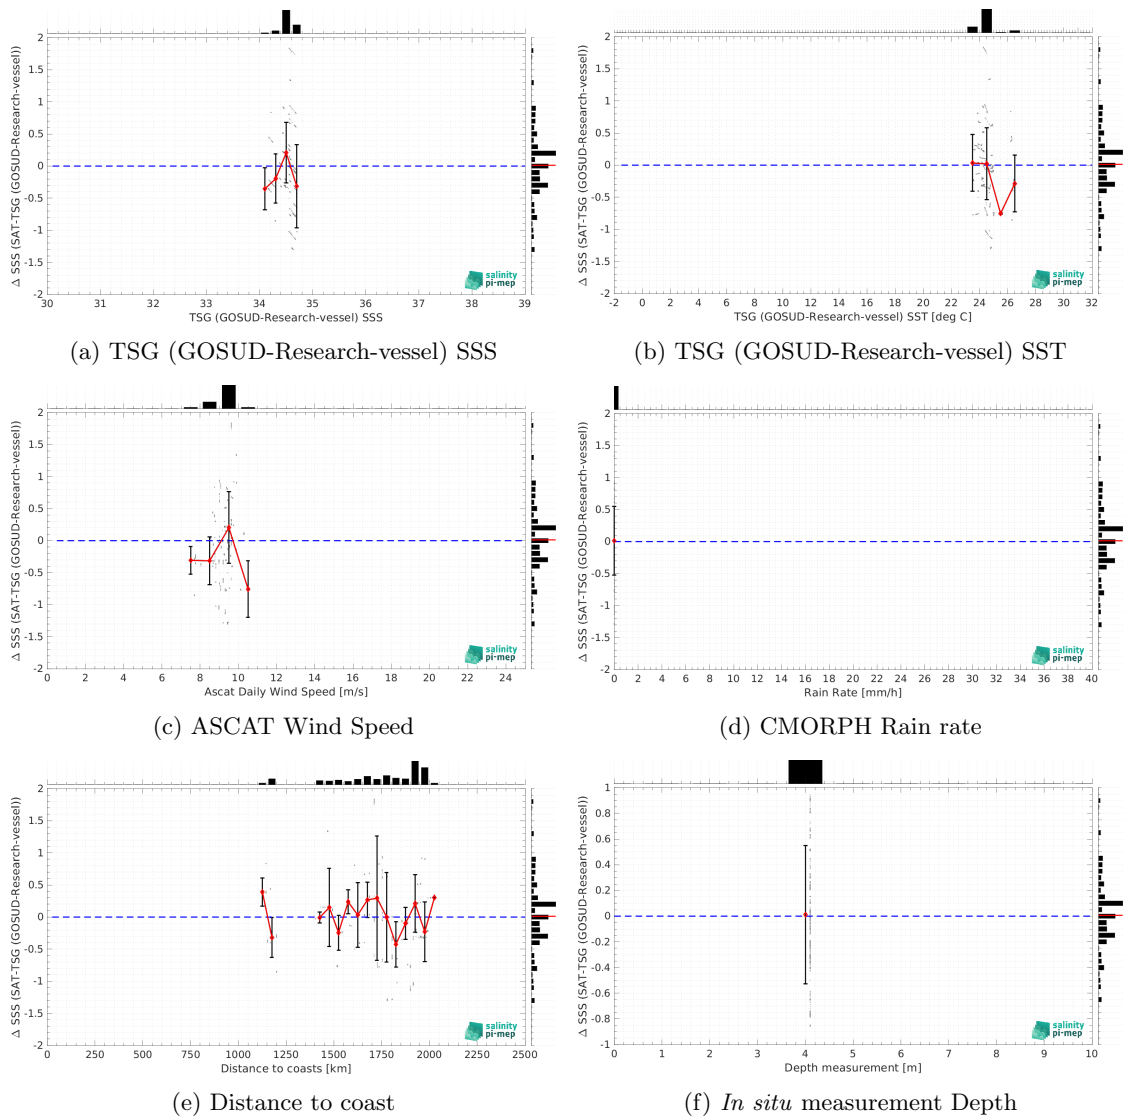 Δ SSS (SAT-TSG (GOSUD-Research-vessel))
2
1.5
1
0.5
0
-0.5
-1
-1.5
-2
30 31 32 33 34 35 36 37 38 39
TSG (GOSUD-Research-vessel) SSS
salinity
pi-mep
(a) TSG (GOSUD-Research-vessel) SSS
Δ SSS (SAT-TSG (GOSUD-Research-vessel))
2
1.5
1
0.5
0
-0.5
-1
-1.5
-2
-2 0 2 4 6 8 10 12 14 16 18 20 22 24 26 28 30 32
TSG (GOSUD-Research-vessel) SST [deg C]
salinity
pi-mep
(b) TSG (GOSUD-Research-vessel) SST
Δ SSS (SAT-TSG (GOSUD-Research-vessel))
2
1.5
1
0.5
0
-0.5
-1
-1.5
-2
0 2 4 6 8 10 12 14 16 18 20 22 24
Ascat Daily Wind Speed [m/s]
salinity
pi-mep
(c) ASCAT Wind Speed
Δ SSS (SAT-TSG (GOSUD-Research-vessel))
2
1.5
1
0.5
0
-0.5
-1
-1.5
-2
0 2 4 6 8 10 12 14 16 18 20 22 24 26 28 30 32 34 36 38 40
Rain Rate [mm/h]
salinity
pi-mep
(d) CMORPH Rain rate
Δ SSS (SAT-TSG (GOSUD-Research-vessel))
2
1.5
1
0.5
0
-0.5
-1
-1.5
-2
0 250 500 750 1000 1250 1500 1750 2000 2250 2500
Distance to coasts [km]
salinity
pi-mep
(e) Distance to coast
Δ SSS (SAT-TSG (GOSUD-Research-vessel))
1
0.8
0.6
0.4
0.2
0
-0.2
-0.4
-0.6
-0.8
-1
0 1 2 3 4 5 6 7 8 9 10
Depth measurement [m]
salinity
pi-mep
(f) In situ measurement Depth